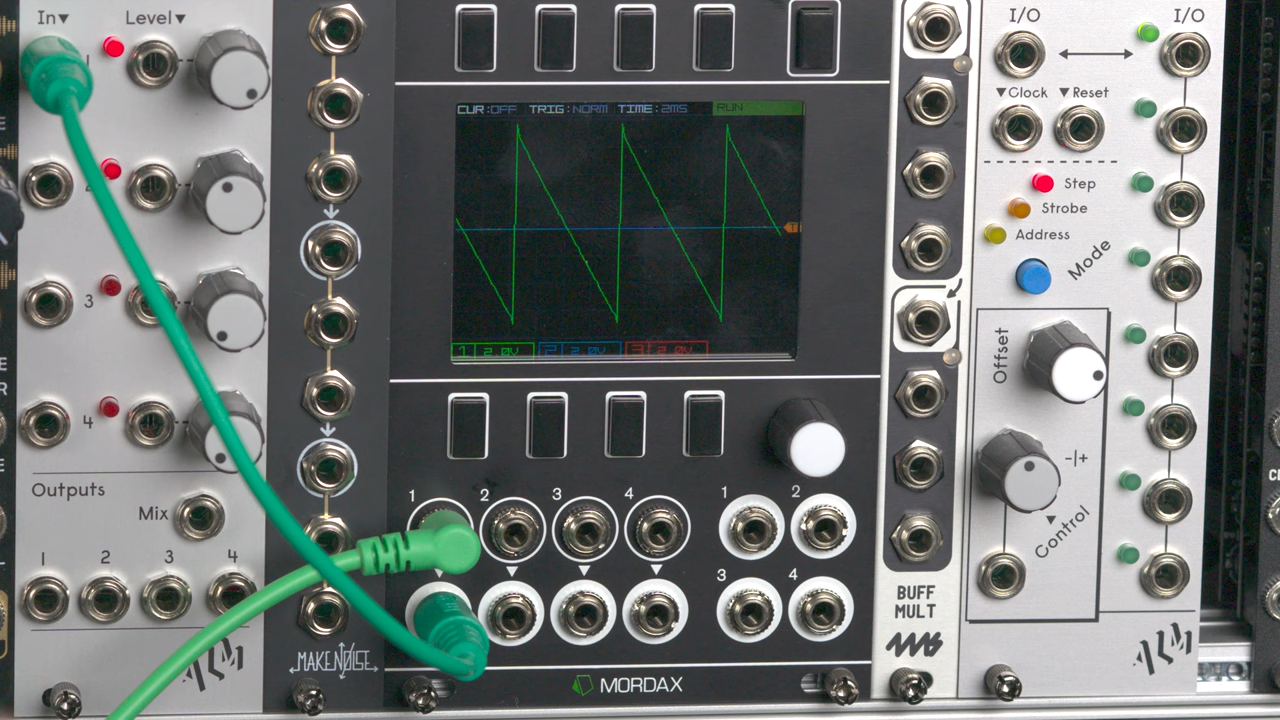 In▼ Level▼
1
3
4
Outputs
Mix
1 2 3 4
MAKE NOISE
CUR:OFF TRIG:NORM TIME:2MS RUN
1 2.0V 2 2.0V 3 2.0V
1 2 3 4
1 2
3 4
MORDAX
BUFF
MULT
I/O I/O
▼Clock ▼Reset
Step
Strobe
Address
Mode
Offset
-|+
▼
Control